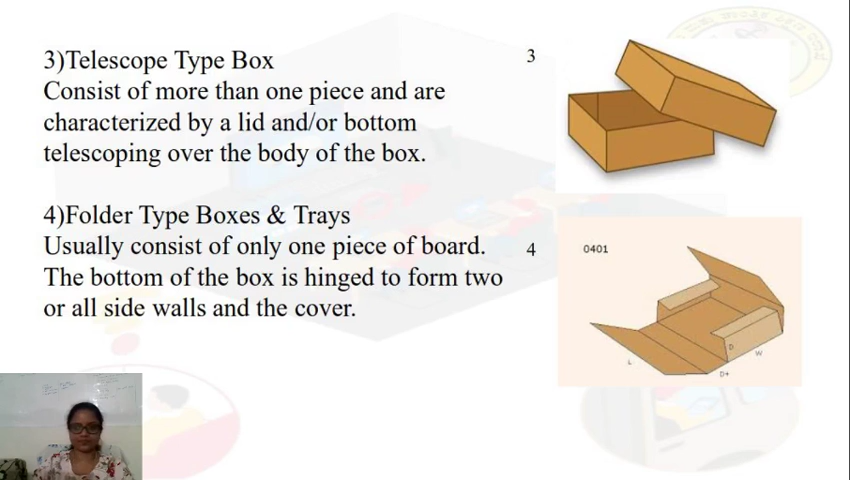 3)Telescope Type Box
Consist of more than one piece and are
characterized by a lid and/or bottom
telescoping over the body of the box.
4)Folder Type Boxes & Trays
Usually consist of only one piece of board.
The bottom of the box is hinged to form two
or all side walls and the cover.
3
4
0401
L
D+
D
W